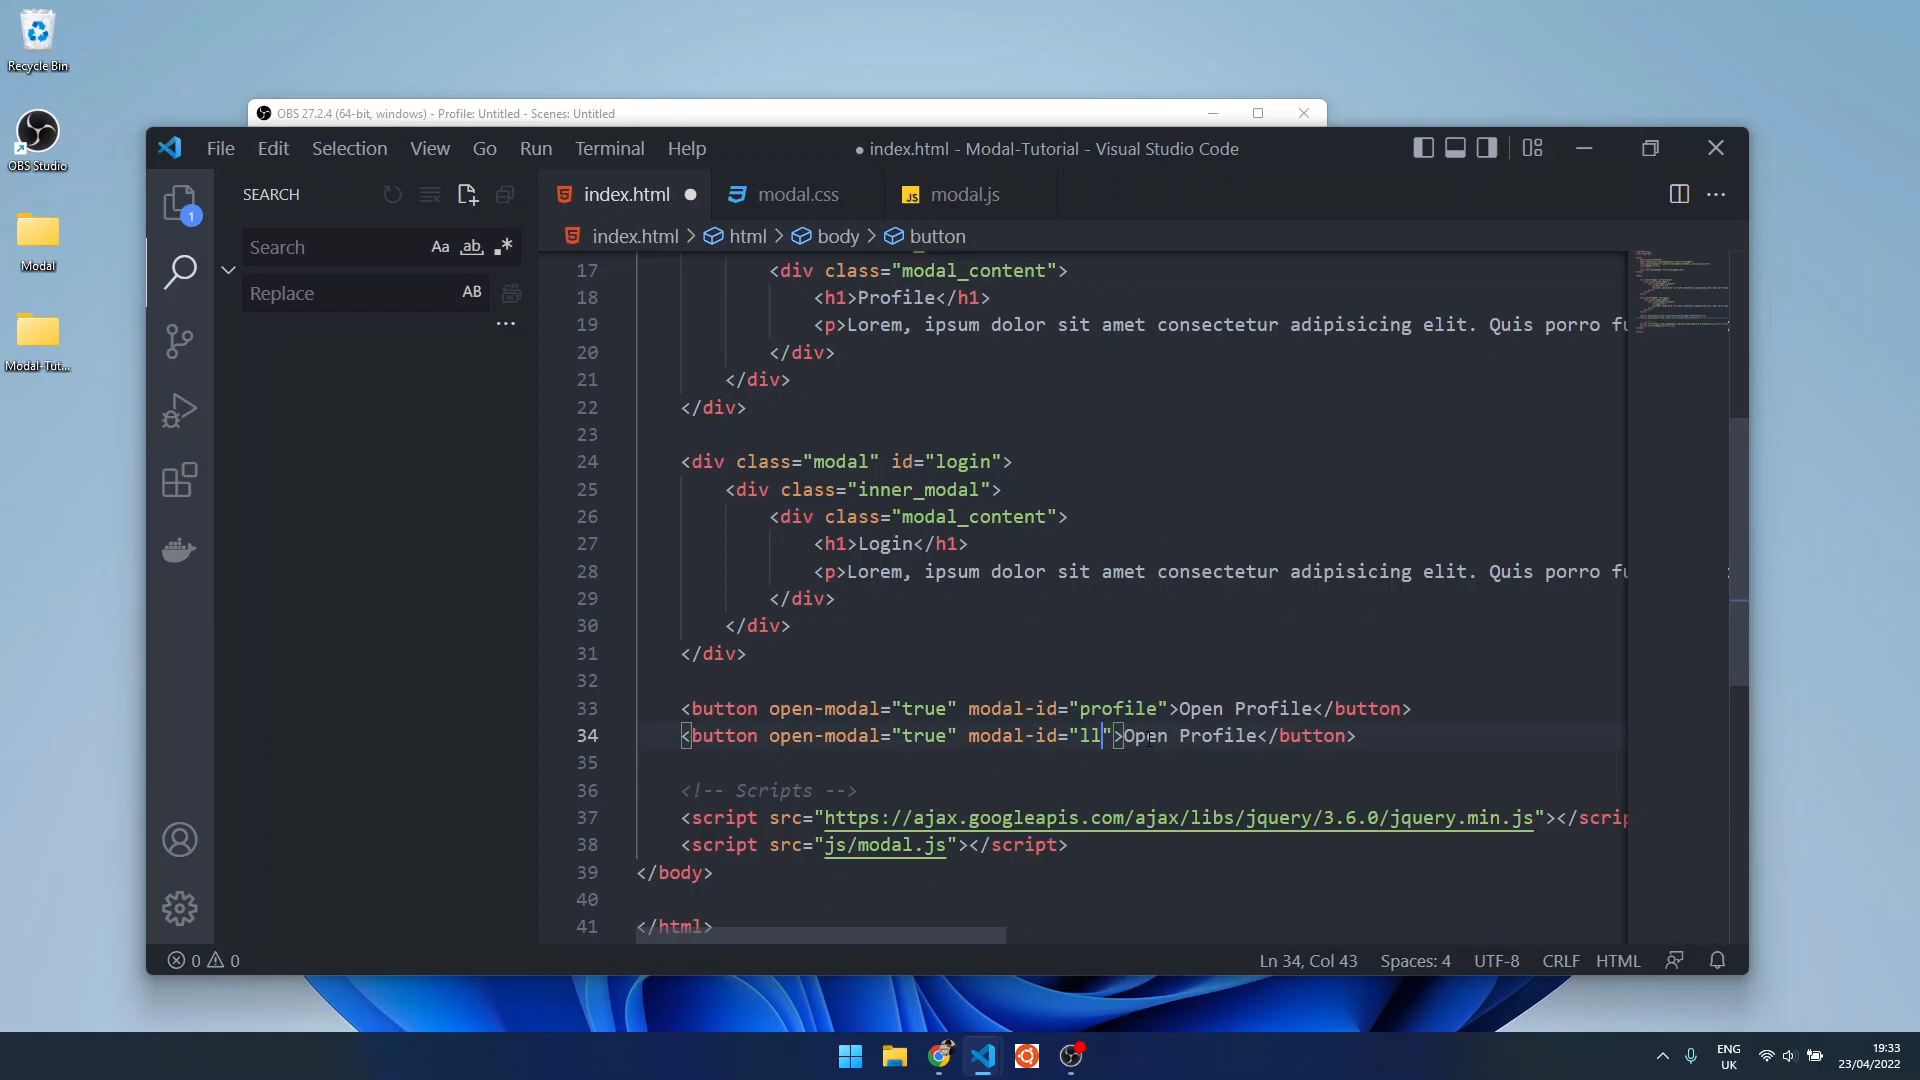 Recycle Bin
OBS Studio
Modal
Modal-Tut...
OBS 27.2.4 (64-bit, windows) - Profile: Untitled - Scenes: Untitled
File Edit Selection View Go Run Terminal Help
● index.html - Modal-Tutorial - Visual Studio Code
1
SEARCH
Search
Aa ab .*
Replace
AB
...
index.html ●
modal.css
JS modal.js
index.html > html > body > button
17 <div class="modal_content">
18 <h1>Profile</h1>
19 <p>Lorem, ipsum dolor sit amet consectetur adipisicing elit. Quis porro fu
20 </div>
21 </div>
22 </div>
23
24 <div class="modal" id="login">
25 <div class="inner_modal">
26 <div class="modal_content">
27 <h1>Login</h1>
28 <p>Lorem, ipsum dolor sit amet consectetur adipisicing elit. Quis porro fu
29 </div>
30 </div>
31 </div>
32
33 <button open-modal="true" modal-id="profile">Open Profile</button>
34 <button open-modal="true" modal-id="ll">Open Profile</button>
35
36 <!-- Scripts -->
37 <script src="https://ajax.googleapis.com/ajax/libs/jquery/3.6.0/jquery.min.js"></scrip
38 <script src="js/modal.js"></script>
39 </body>
40
41 </html>
0 0
Ln 34, Col 43 Spaces: 4 UTF-8 CRLF HTML
ENG
UK
19:33
23/04/2022